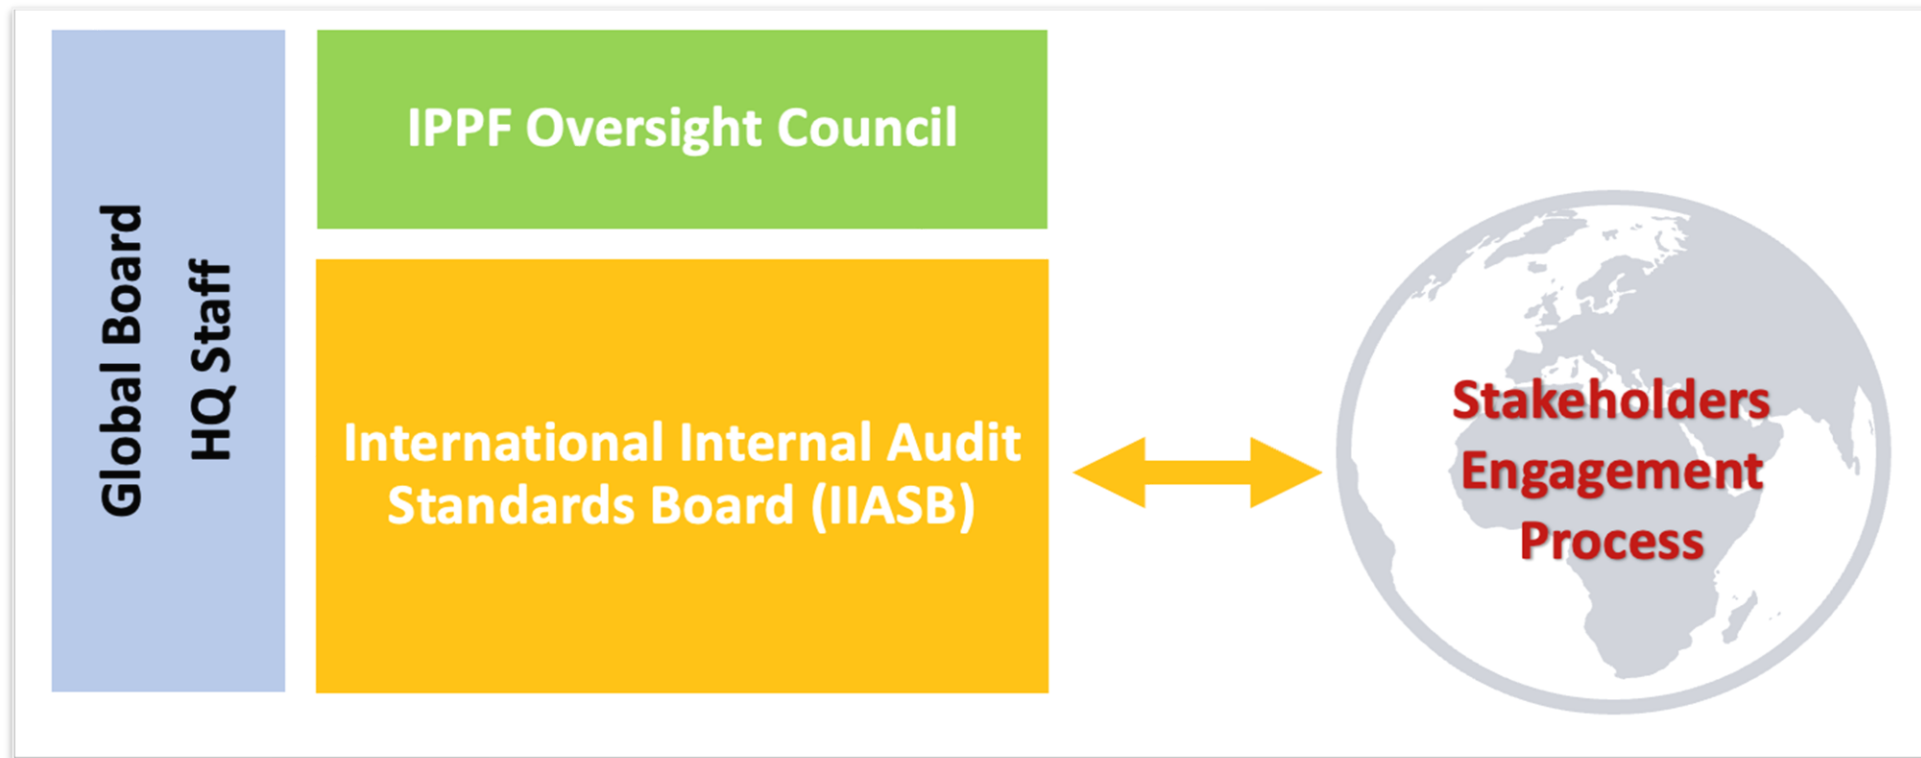 Global Board
HQ Staff
IPPF Oversight Council
International Internal Audit
Standards Board (IIASB)
Stakeholders
Engagement
Process